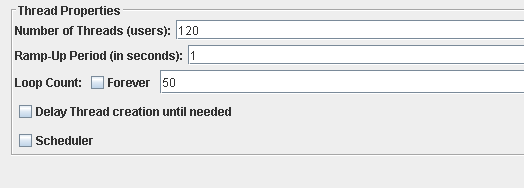 Thread Properties
Number of Threads (users): 120
Ramp-Up Period (in seconds): 1
Loop Count: Forever 50
Delay Thread creation until needed
Scheduler